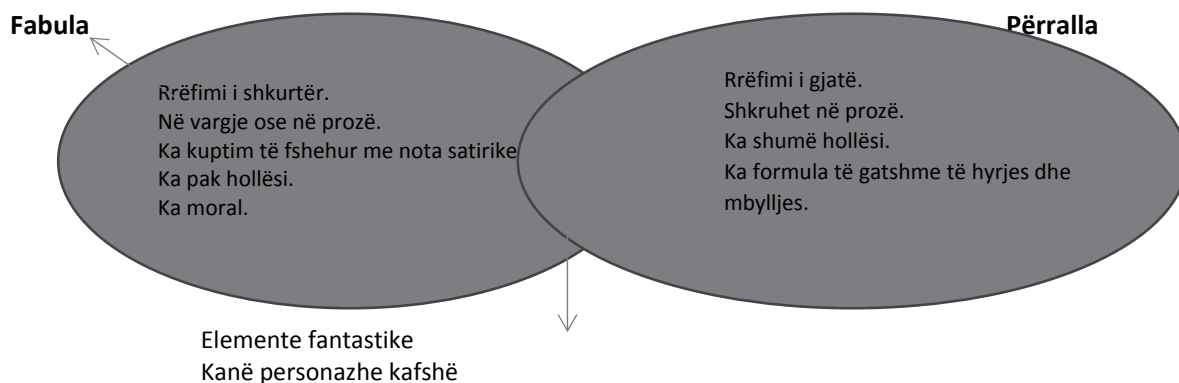 Fabula
Përralla
Rrëfimi i shkurtër.
Në vargje ose në prozë.
Ka kuptim të fshehur me nota satirike
Ka pak hollësi.
Ka moral.
Rrëfimi i gjatë.
Shkruhet në prozë.
Ka shumë hollësi.
Ka formula të gatshme të hyrjes dhe
mbylljes.
Elemente fantastike
Kanë personazhe kafshë